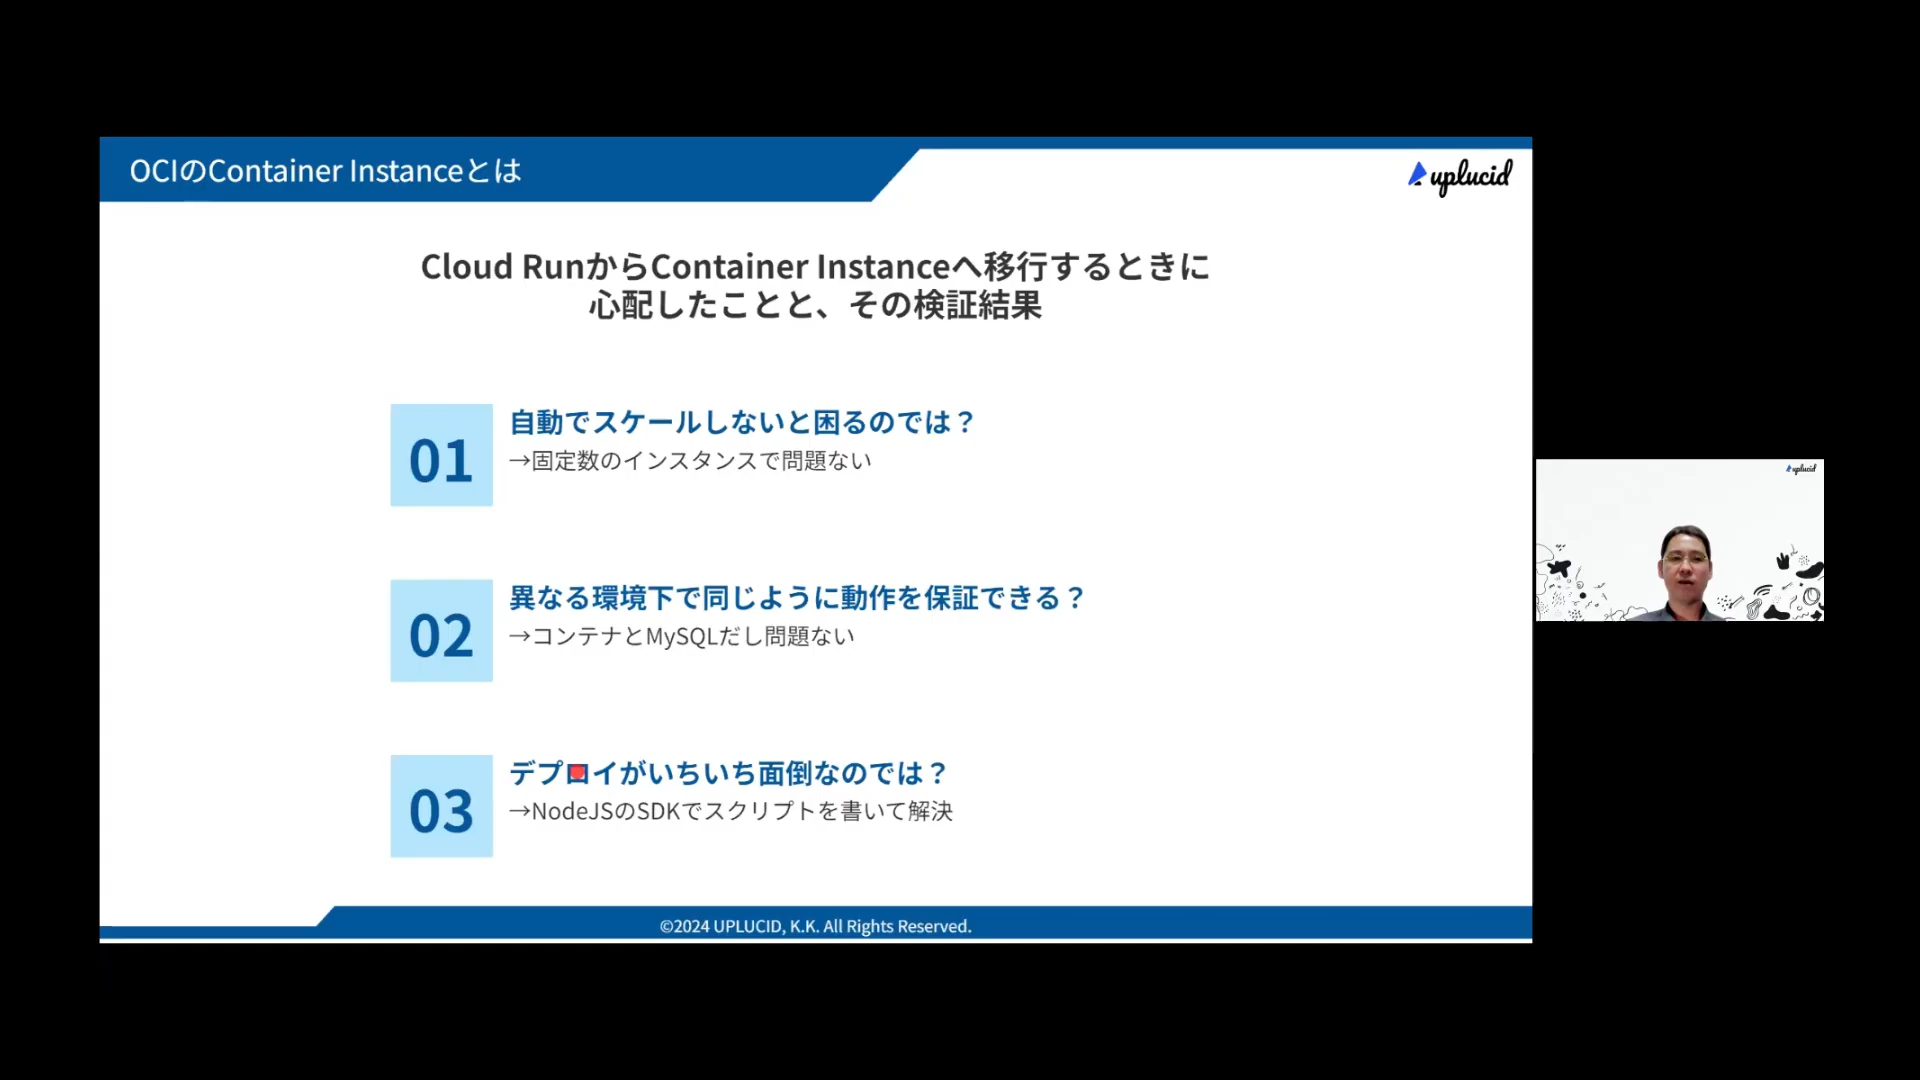 OCIのContainer Instanceとは
uplucid
Cloud RunからContainer Instanceへ移行するときに
心配したことと、その検証結果
01
自動でスケールしないと困るのでは？
→固定数のインスタンスで問題ない
02
異なる環境下で同じように動作を保証できる？
→コンテナとMySQLだし問題ない
03
デプロイがいちいち面倒なのでは？
→NodeJSのSDKでスクリプトを書いて解決
©2024 UPLUCID, K.K. All Rights Reserved.
uplucid